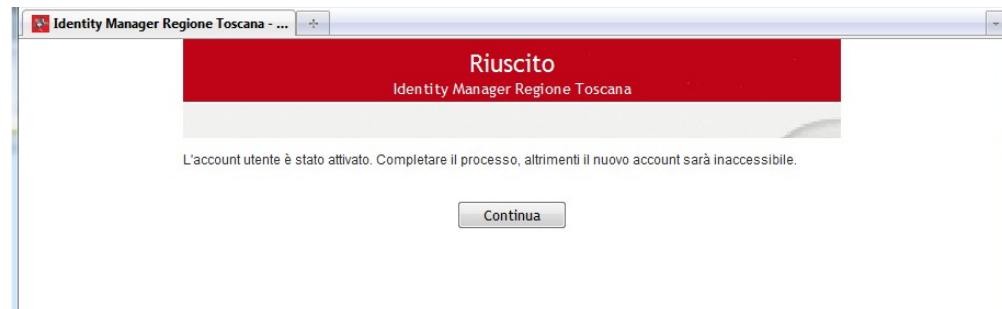 Identity Manager Regione Toscana - ...
Riuscito
Identity Manager Regione Toscana
L'account utente è stato attivato. Completare il processo, altrimenti il nuovo account sarà inaccessibile.
Continua